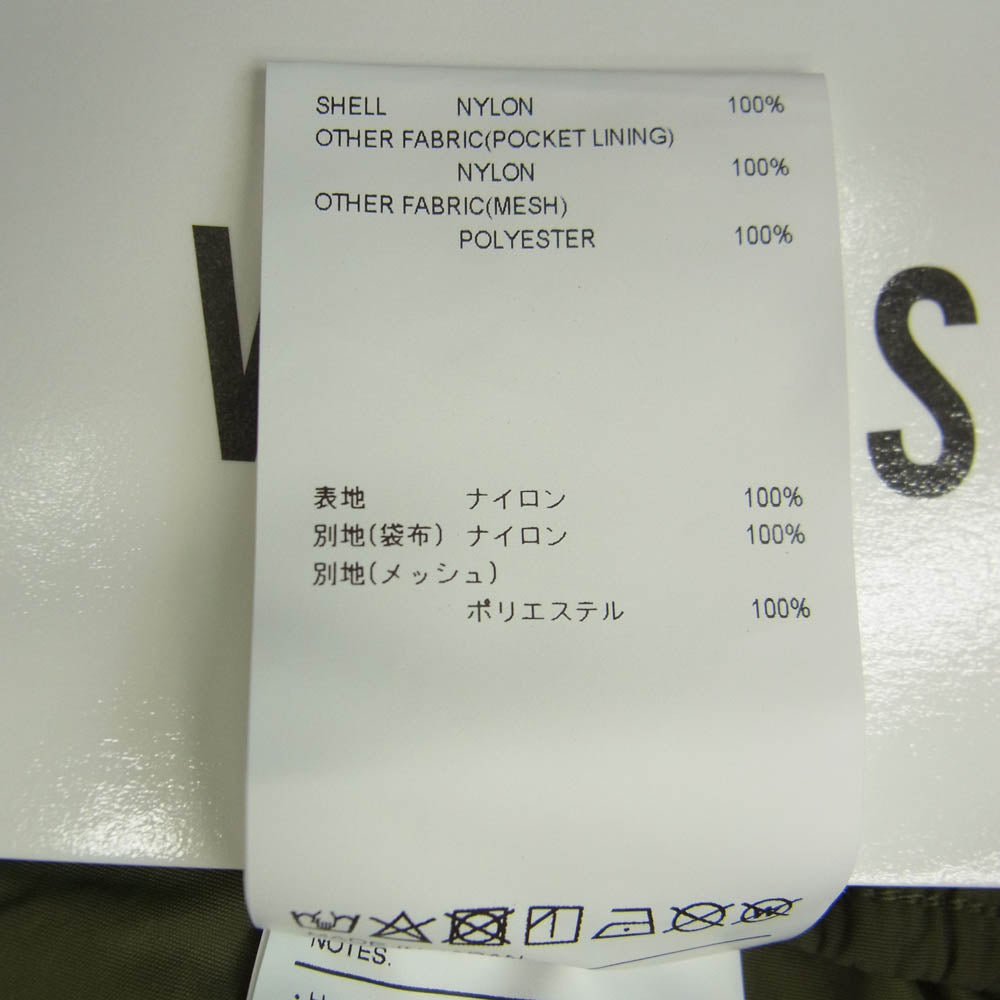 SHELL NYLON 100%
OTHER FABRIC(POCKET LINING)
NYLON 100%
OTHER FABRIC(MESH)
POLYESTER 100%
表地 ナイロン 100%
別地(袋布) ナイロン 100%
別地(メッシュ)
ポリエステル 100%
NOTES.
W S